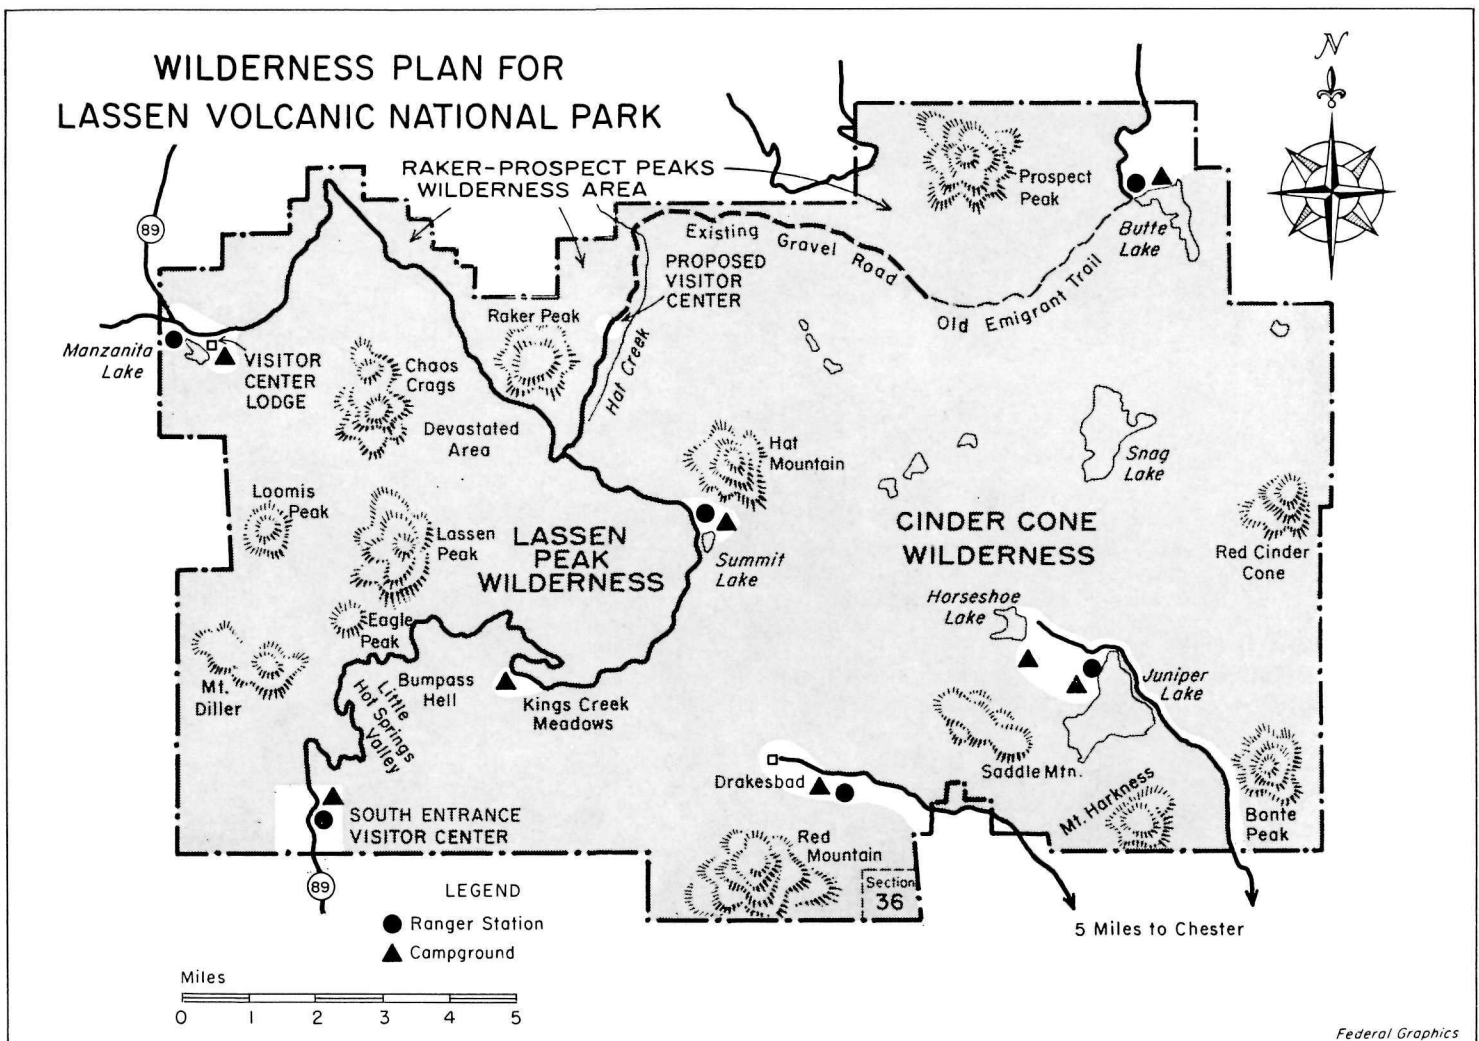 WILDERNESS PLAN FOR
LASSEN VOLCANIC NATIONAL PARK
N
RAKER-PROSPECT PEAKS
WILDERNESS AREA
Prospect
Peak
89
Butte
Lake
Existing Gravel Road
Old Emigrant Trail
PROPOSED
VISITOR
CENTER
Raker Peak
Hat Creek
Manzanita
Lake
VISITOR
CENTER
LODGE
Chaos
Crags
Devastated
Area
Hat
Mountain
Snag
Lake
Loomis
Peak
Lassen
Peak
LASSEN
PEAK
WILDERNESS
CINDER CONE
WILDERNESS
Red Cinder
Cone
Summit
Lake
Horseshoe
Lake
Eagle
Peak
Mt.
Diller
Bumpass
Hell
Little
Hot Springs
Valley
Kings Creek
Meadows
Juniper
Lake
Drakesbad
Saddle Mtn.
Mt. Harkness
Bonte
Peak
SOUTH ENTRANCE
VISITOR CENTER
Red
Mountain
Section
36
89
LEGEND
Ranger Station
Campground
5 Miles to Chester
Miles
0 1 2 3 4 5
Federal Graphics